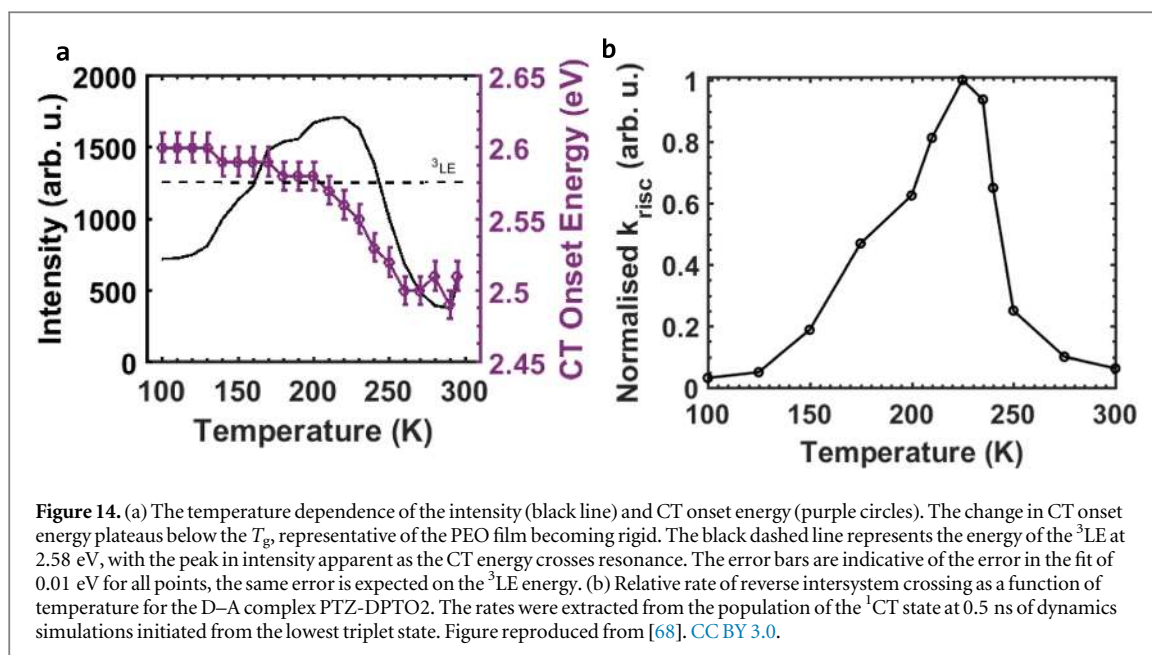 a
2000
1500
1000
500
0
Intensity (arb. u.)
100
150
200
250
300
Temperature (K)
2.65
2.6
2.55
2.5
2.45
CT Onset Energy (eV)
³LE
b
1
0.8
0.6
0.4
0.2
0
Normalised k_risc (arb. u.)
100
150
200
250
300
Temperature (K)
Figure 14. (a) The temperature dependence of the intensity (black line) and CT onset energy (purple circles). The change in CT onset
energy plateaus below the T_g, representative of the PEO film becoming rigid. The black dashed line represents the energy of the ³LE at
2.58 eV, with the peak in intensity apparent as the CT energy crosses resonance. The error bars are indicative of the error in the fit of
0.01 eV for all points, the same error is expected on the ³LE energy. (b) Relative rate of reverse intersystem crossing as a function of
temperature for the D–A complex PTZ-DPTO2. The rates were extracted from the population of the ¹CT state at 0.5 ns of dynamics
simulations initiated from the lowest triplet state. Figure reproduced from [68]. CC BY 3.0.